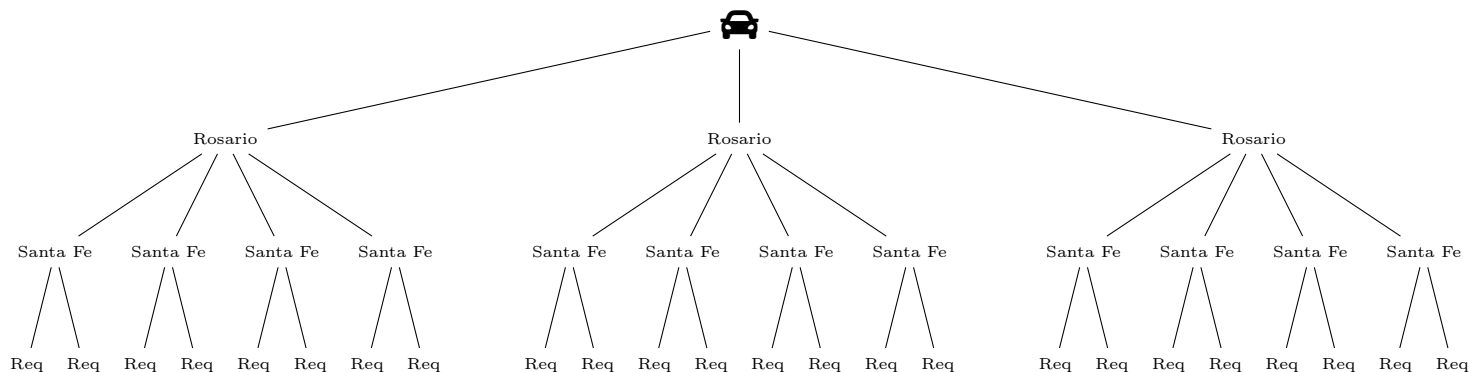 Rosario Rosario Rosario
Santa Fe Santa Fe Santa Fe Santa Fe Santa Fe Santa Fe Santa Fe Santa Fe Santa Fe Santa Fe Santa Fe Santa Fe
Req Req Req Req Req Req Req Req Req Req Req Req Req Req Req Req Req Req Req Req Req Req Req Req